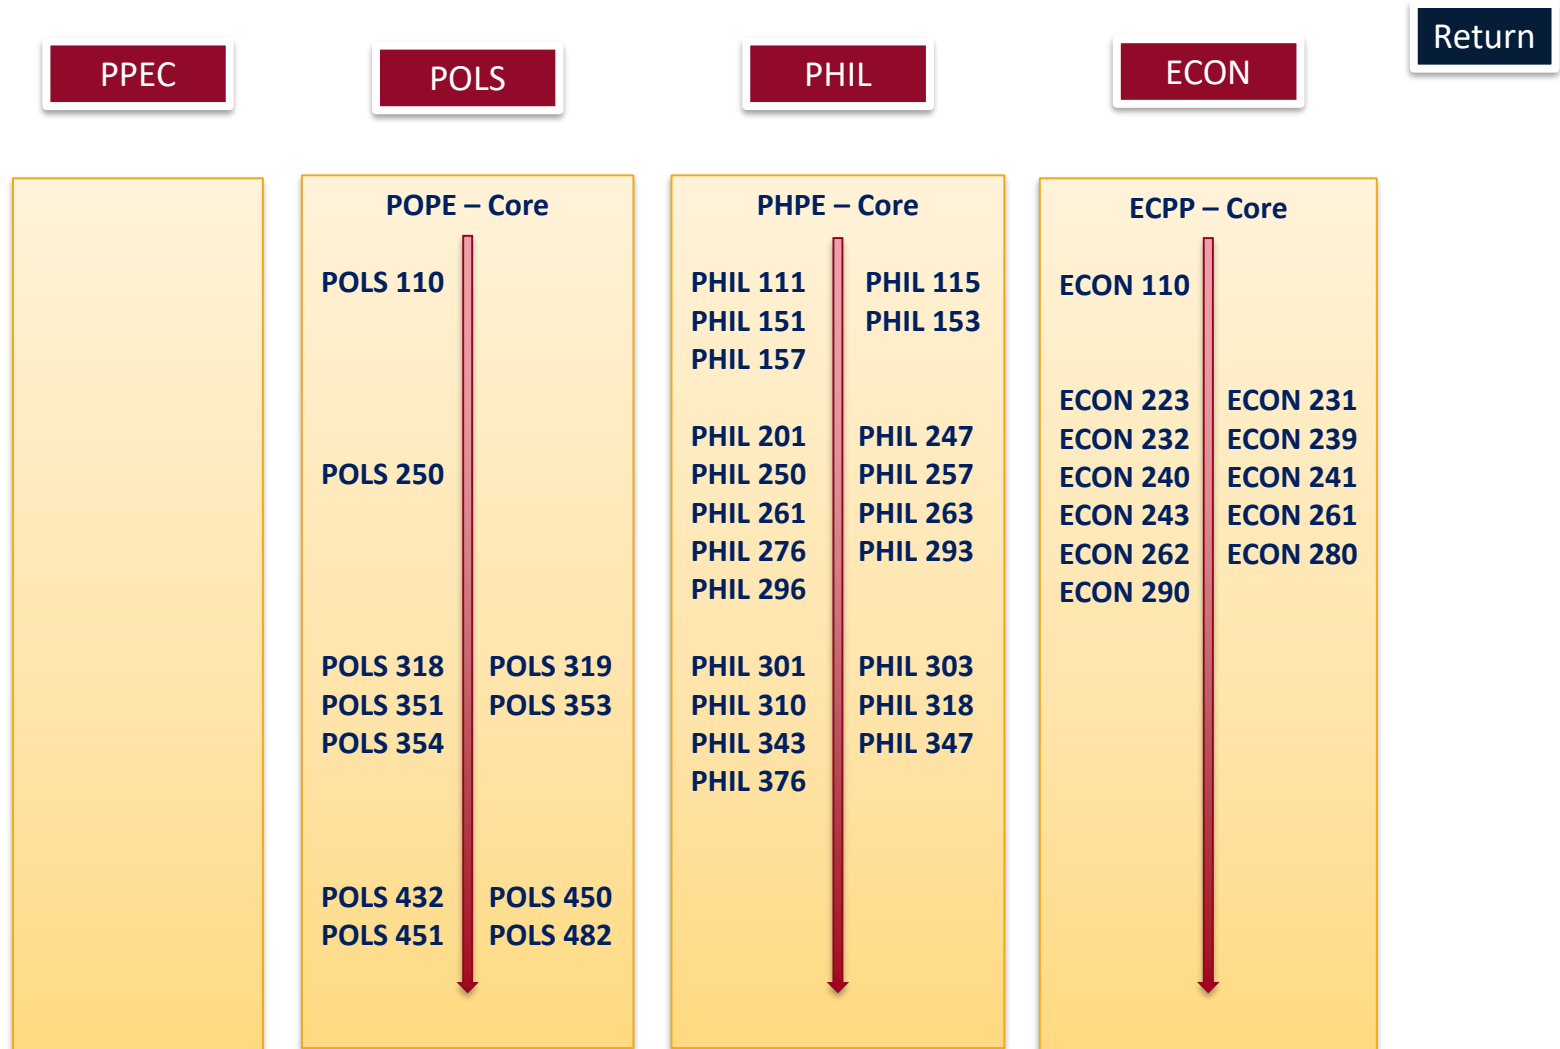 Return
PPEC
POLS
PHIL
ECON
POPE – Core
POLS 110
POLS 250
POLS 318 POLS 319
POLS 351 POLS 353
POLS 354
POLS 432 POLS 450
POLS 451 POLS 482
PHPE – Core
PHIL 111 PHIL 115
PHIL 151 PHIL 153
PHIL 157
PHIL 201 PHIL 247
PHIL 250 PHIL 257
PHIL 261 PHIL 263
PHIL 276 PHIL 293
PHIL 296
PHIL 301 PHIL 303
PHIL 310 PHIL 318
PHIL 343 PHIL 347
PHIL 376
ECPP – Core
ECON 110
ECON 223 ECON 231
ECON 232 ECON 239
ECON 240 ECON 241
ECON 243 ECON 261
ECON 262 ECON 280
ECON 290